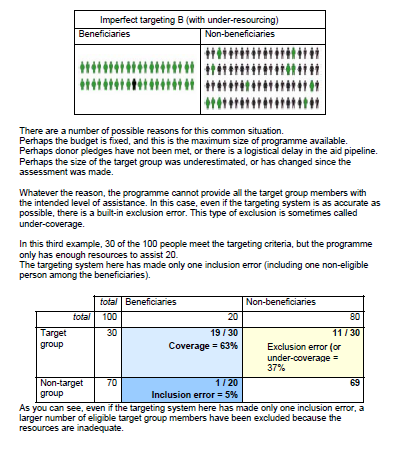 Imperfect targeting B (with under-resourcing)
Beneficiaries Non-beneficiaries
There are a number of possible reasons for this common situation.
Perhaps the budget is fixed, and this is the maximum size of programme available.
Perhaps donor pledges have not been met, or there is a logistical delay in the aid pipeline.
Perhaps the size of the target group was underestimated, or has changed since the
assessment was made.
Whatever the reason, the programme cannot provide all the target group members with
the intended level of assistance. In this case, even if the targeting system is as accurate as
possible, there is a built-in exclusion error. This type of exclusion is sometimes called
under-coverage.
In this third example, 30 of the 100 people meet the targeting criteria, but the programme
only has enough resources to assist 20.
The targeting system here has made only one inclusion error (including one non-eligible
person among the beneficiaries).
total Beneficiaries Non-beneficiaries
total 100 20 80
Target 30 19 / 30 11 / 30
group Coverage = 63% Exclusion error (or
under-coverage =
37%
Non-target 70 1 / 20 69
group Inclusion error = 5%
As you can see, even if the targeting system here has made only one inclusion error, a
larger number of eligible target group members have been excluded because the
resources are inadequate.